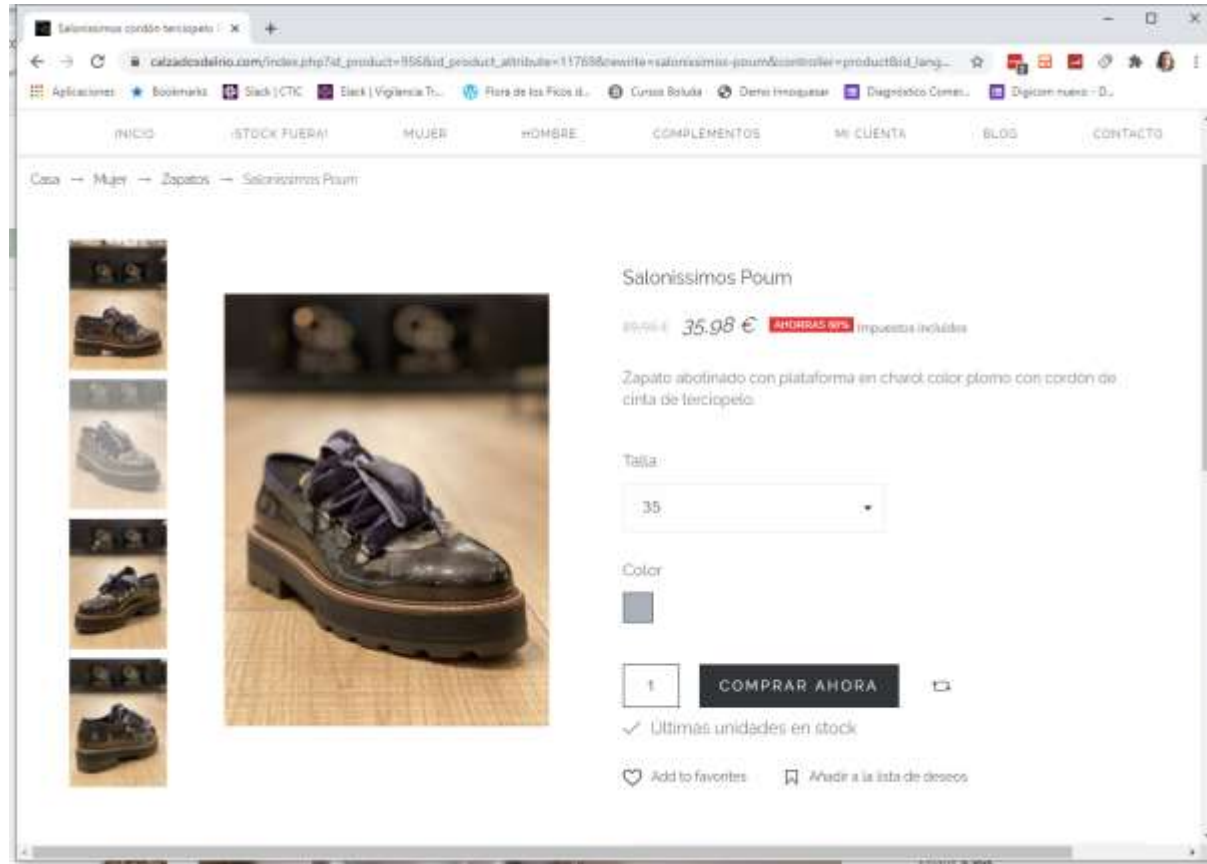 Salonissimos cordón terciopelo
calzadosdelrio.com/index.php?id_product=956&id_product_attribute=11769&rewrite=salonissimos-poum&controller=product&id_lang...
Aplicaciones Bookmarks Slack | CTIC Slack | Vigilancia Te... Flora de los Picos d... Cursos Boluda Demo Innoquesar Diagnóstico Comer... Digicom nuevo - D...
INICIO ¡STOCK FUERA! MUJER HOMBRE COMPLEMENTOS MI CUENTA BLOG CONTACTO
Casa → Mujer → Zapatos → Salonissimos Poum
Salonissimos Poum
35.98 € AHORRAS 60% Impuestos incluidos
Zapato abotinado con plataforma en charol color plomo con cordón de
cinta de terciopelo.
Talla
35
Color
1 COMPRAR AHORA
Últimas unidades en stock
Add to favorites Añadir a la lista de deseos